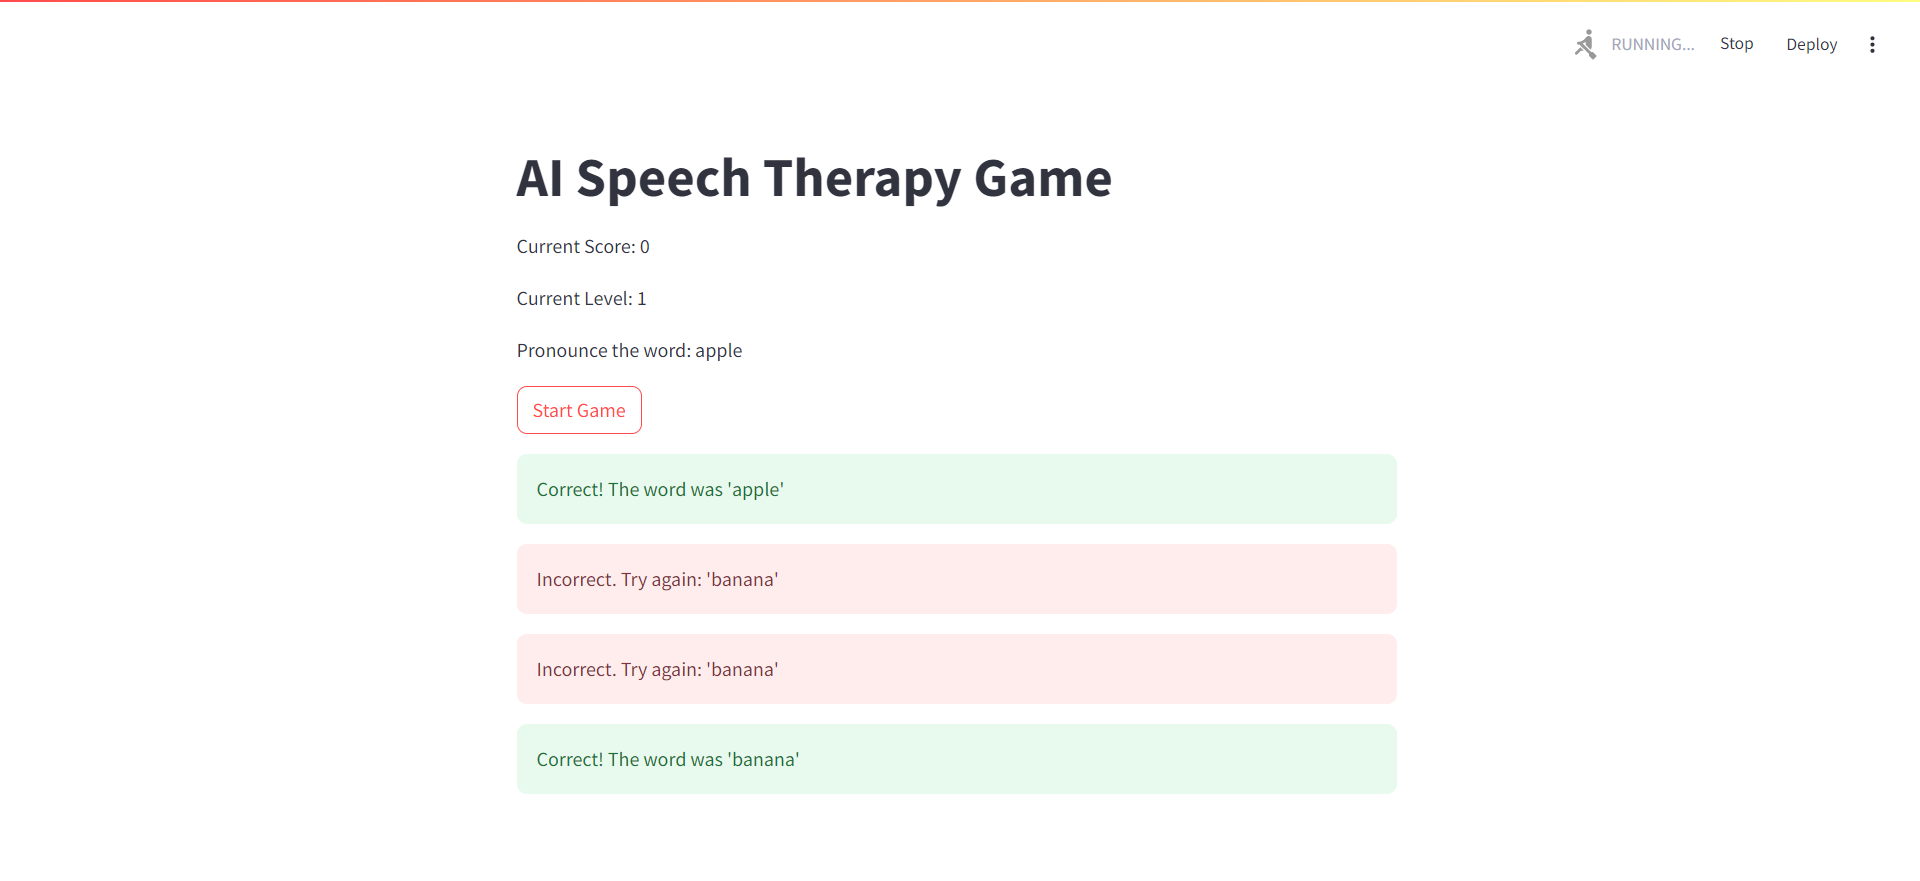 RUNNING... Stop Deploy
AI Speech Therapy Game
Current Score: 0
Current Level: 1
Pronounce the word: apple
Start Game
Correct! The word was 'apple'
Incorrect. Try again: 'banana'
Incorrect. Try again: 'banana'
Correct! The word was 'banana'